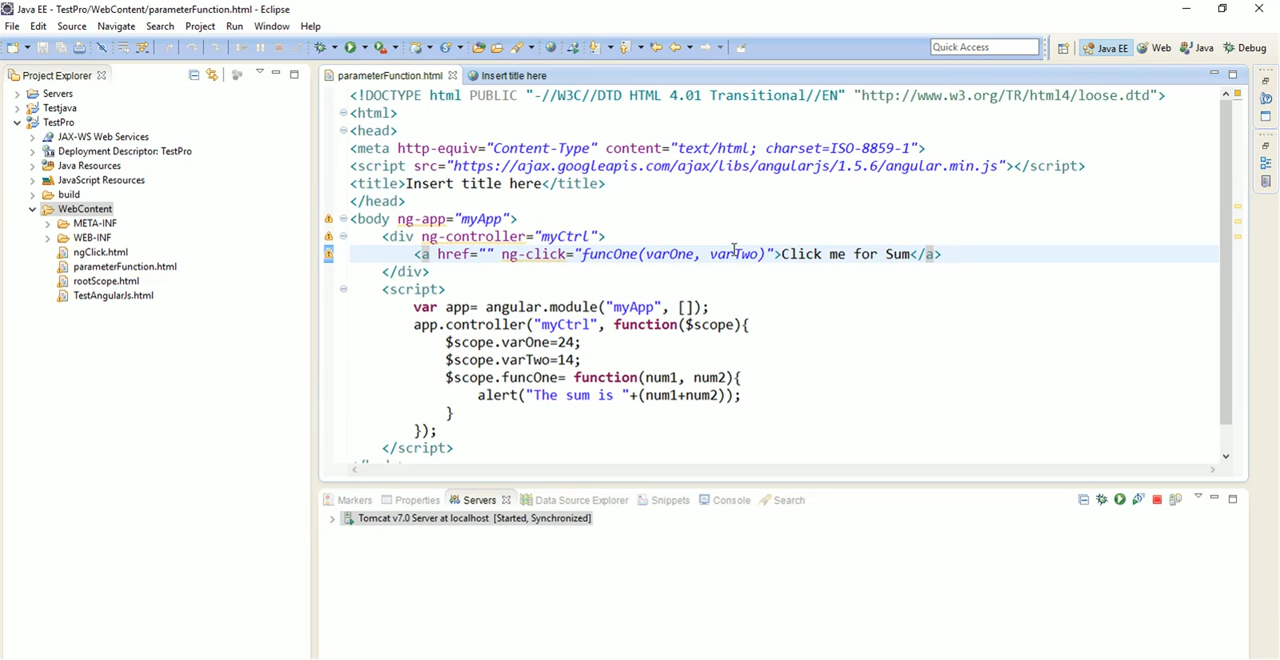 Java EE - TestPro/WebContent/parameterFunction.html - Eclipse
File Edit Source Navigate Search Project Run Window Help
Quick Access
Java EE
Web
Java
Debug
Project Explorer
Servers
Testjava
TestPro
JAX-WS Web Services
Deployment Descriptor: TestPro
Java Resources
JavaScript Resources
build
WebContent
META-INF
WEB-INF
ngClick.html
parameterFunction.html
rootScope.html
TestAngularJs.html
parameterFunction.html
Insert title here
<!DOCTYPE html PUBLIC "-//W3C//DTD HTML 4.01 Transitional//EN" "http://www.w3.org/TR/html4/loose.dtd">
<html>
<head>
<meta http-equiv="Content-Type" content="text/html; charset=ISO-8859-1">
<script src="https://ajax.googleapis.com/ajax/libs/angularjs/1.5.6/angular.min.js"></script>
<title>Insert title here</title>
</head>
<body ng-app="myApp">
<div ng-controller="myCtrl">
<a href="" ng-click="funcOne(varOne, varTwo)">Click me for Sum</a>
</div>
<script>
var app= angular.module("myApp", []);
app.controller("myCtrl", function($scope){
$scope.varOne=24;
$scope.varTwo=14;
$scope.funcOne= function(num1, num2){
alert("The sum is "+(num1+num2));
}
});
</script>
Markers
Properties
Servers
Data Source Explorer
Snippets
Console
Search
Tomcat v7.0 Server at localhost [Started, Synchronized]